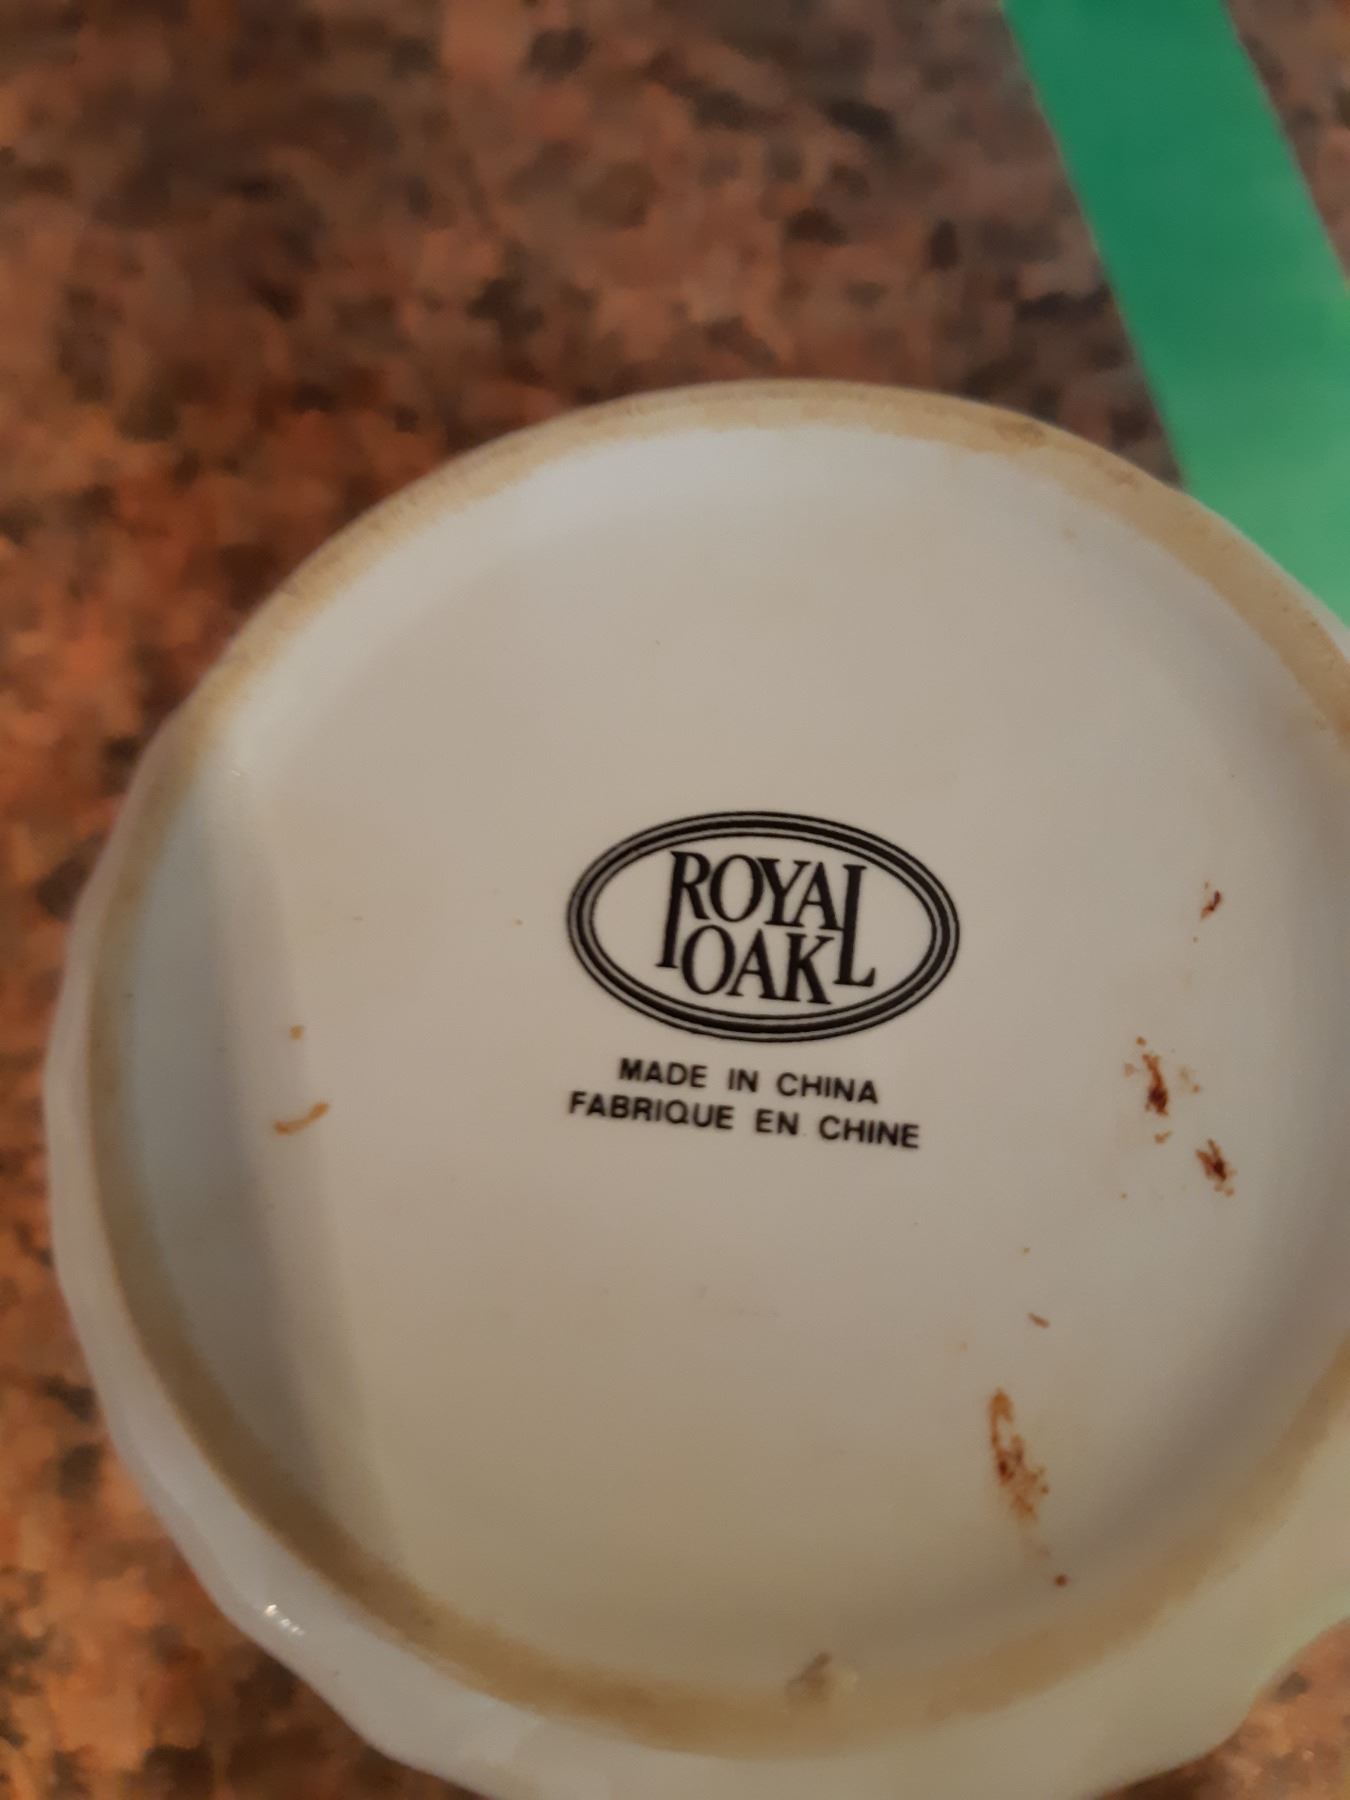 ROYAL
OAK
MADE IN CHINA
FABRIQUE EN CHINE